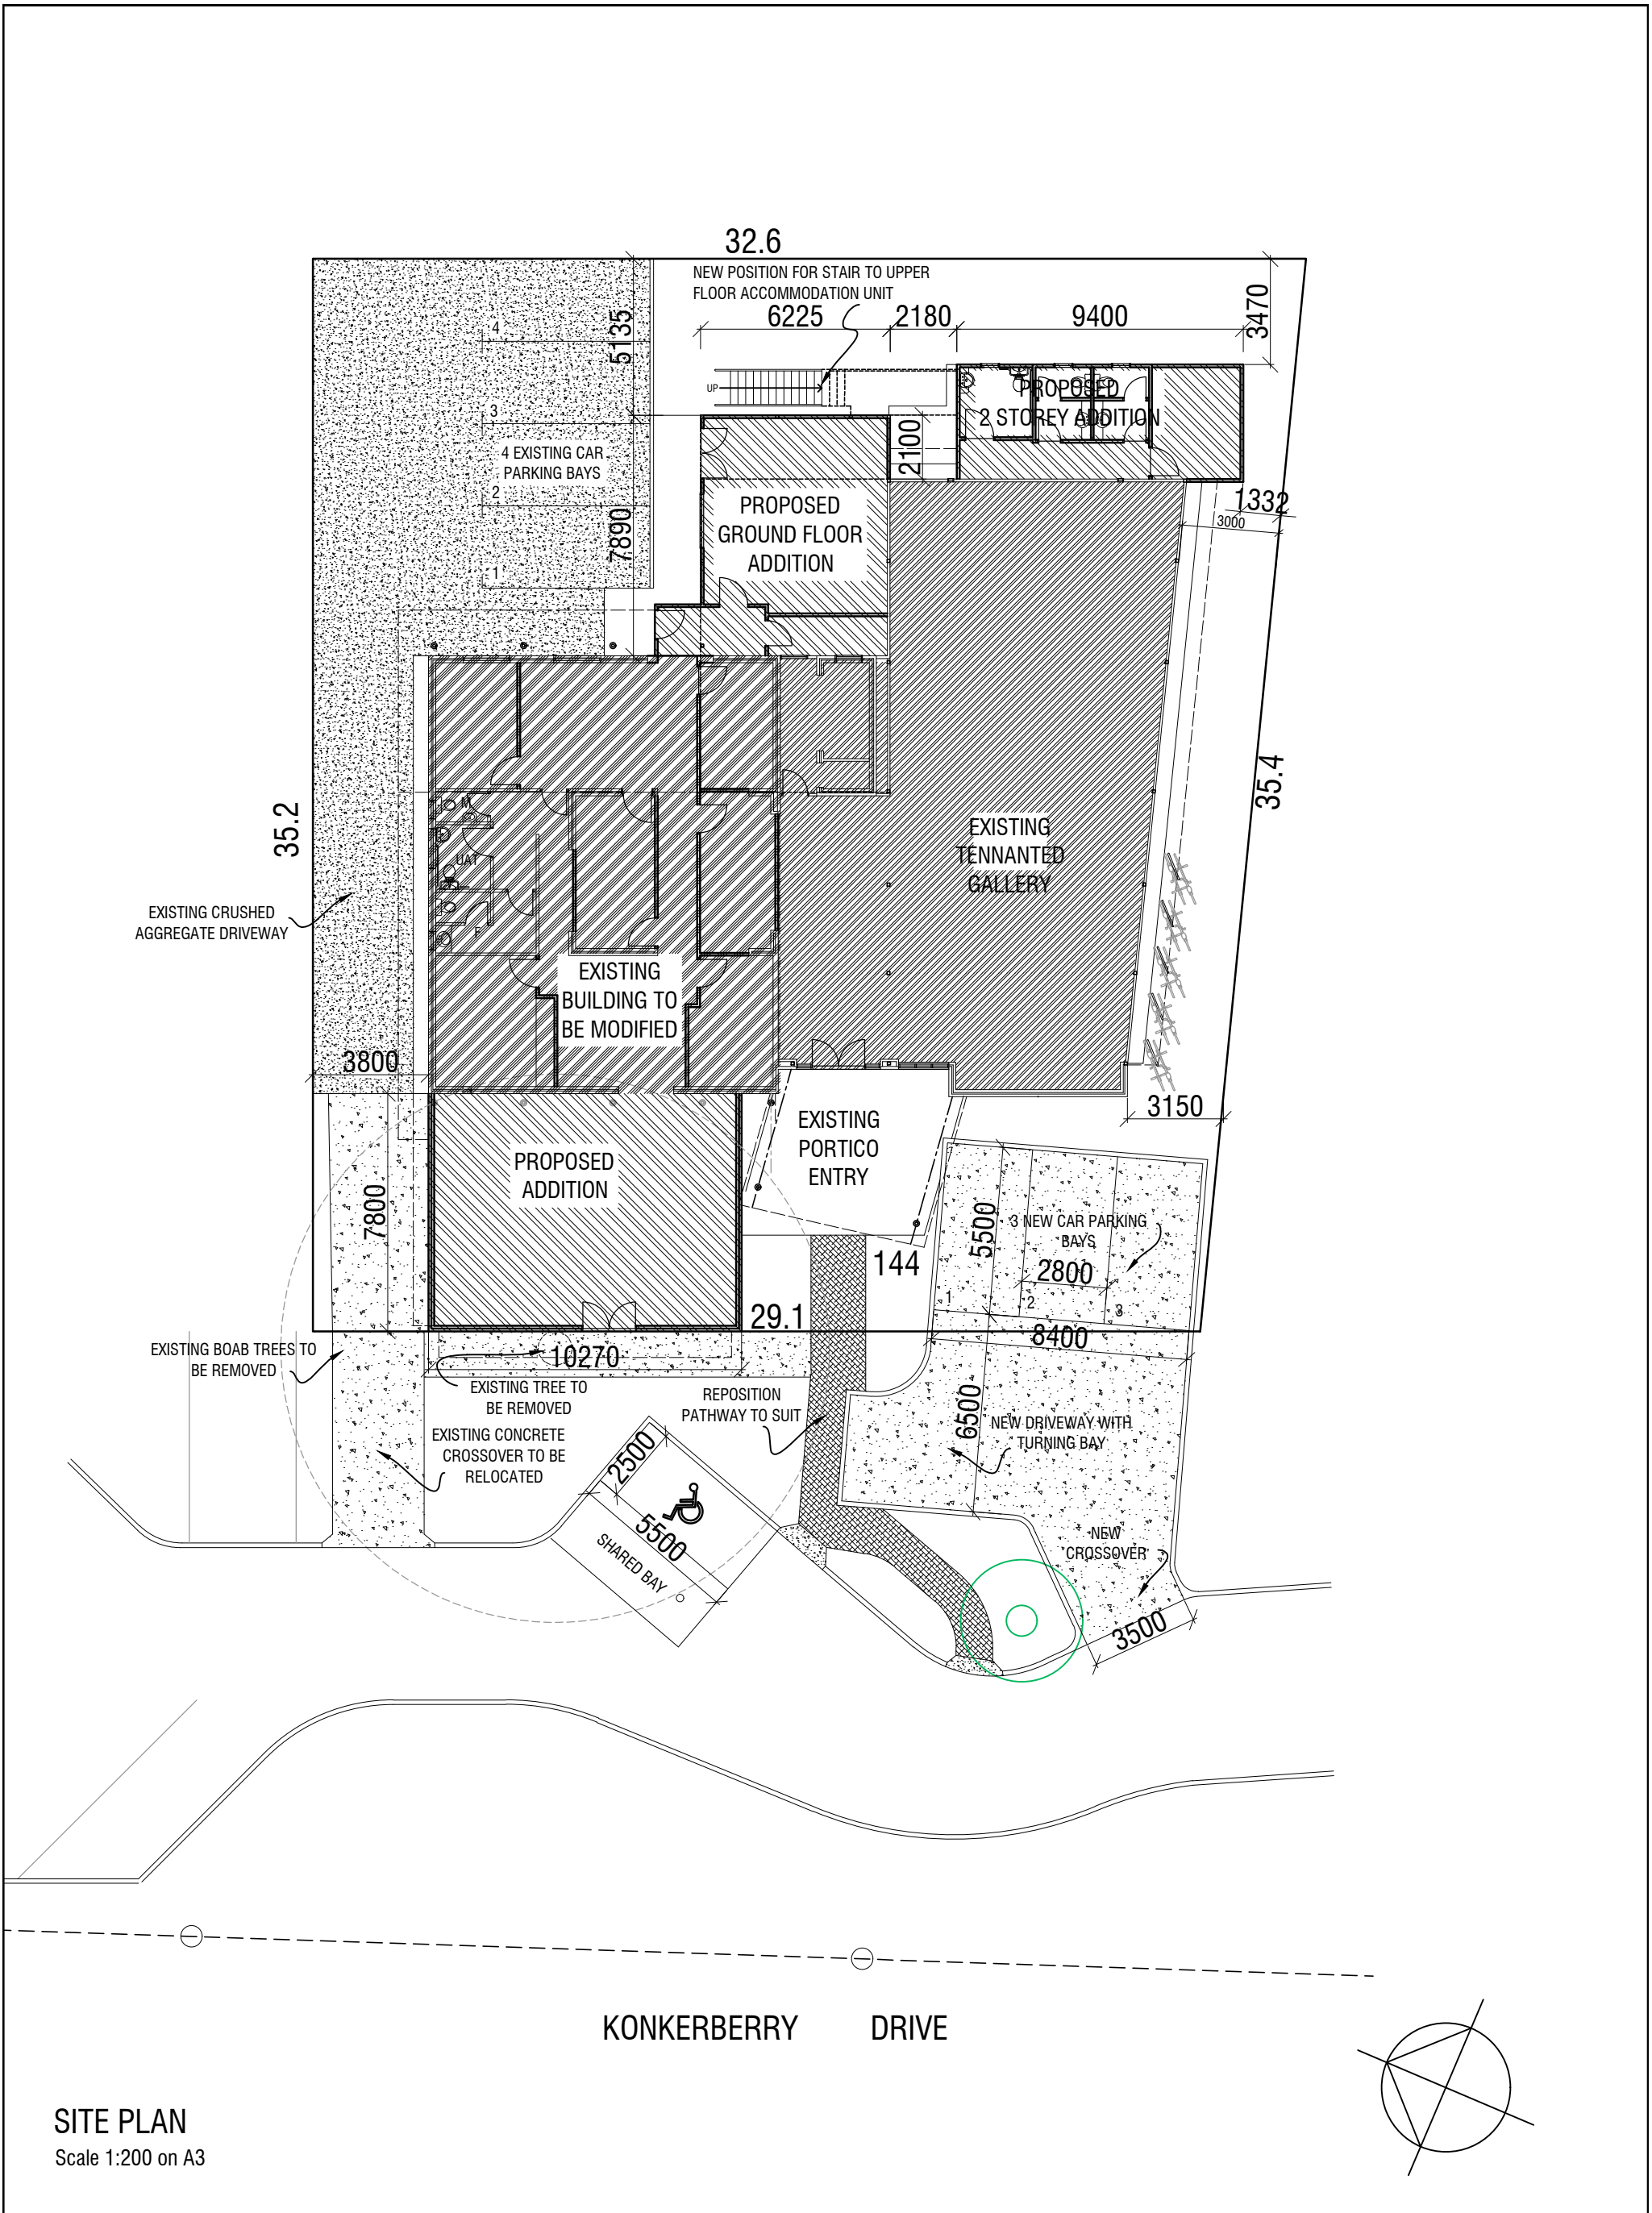 32.6
NEW POSITION FOR STAIR TO UPPER
FLOOR ACCOMMODATION UNIT
6225
2180
9400
3470
5135
4
UP
PROPOSED
2 STOREY ADDITION
3
2100
4 EXISTING CAR
PARKING BAYS
2
PROPOSED
GROUND FLOOR
ADDITION
7890
1332
3000
1
35.2
35.4
M
UAT
F
EXISTING
TENNANTED
GALLERY
EXISTING CRUSHED
AGGREGATE DRIVEWAY
EXISTING
BUILDING TO
BE MODIFIED
3800
3150
EXISTING
PORTICO
ENTRY
PROPOSED
ADDITION
7800
5500
3 NEW CAR PARKING
BAYS
2800
144
1
2
3
29.1
8400
EXISTING BOAB TREES TO
BE REMOVED
10270
EXISTING TREE TO
BE REMOVED
REPOSITION
PATHWAY TO SUIT
6500
NEW DRIVEWAY WITH
TURNING BAY
EXISTING CONCRETE
CROSSOVER TO BE
RELOCATED
2500
5500
SHARED BAY
NEW
CROSSOVER
3500
KONKERBERRY DRIVE
SITE PLAN
Scale 1:200 on A3